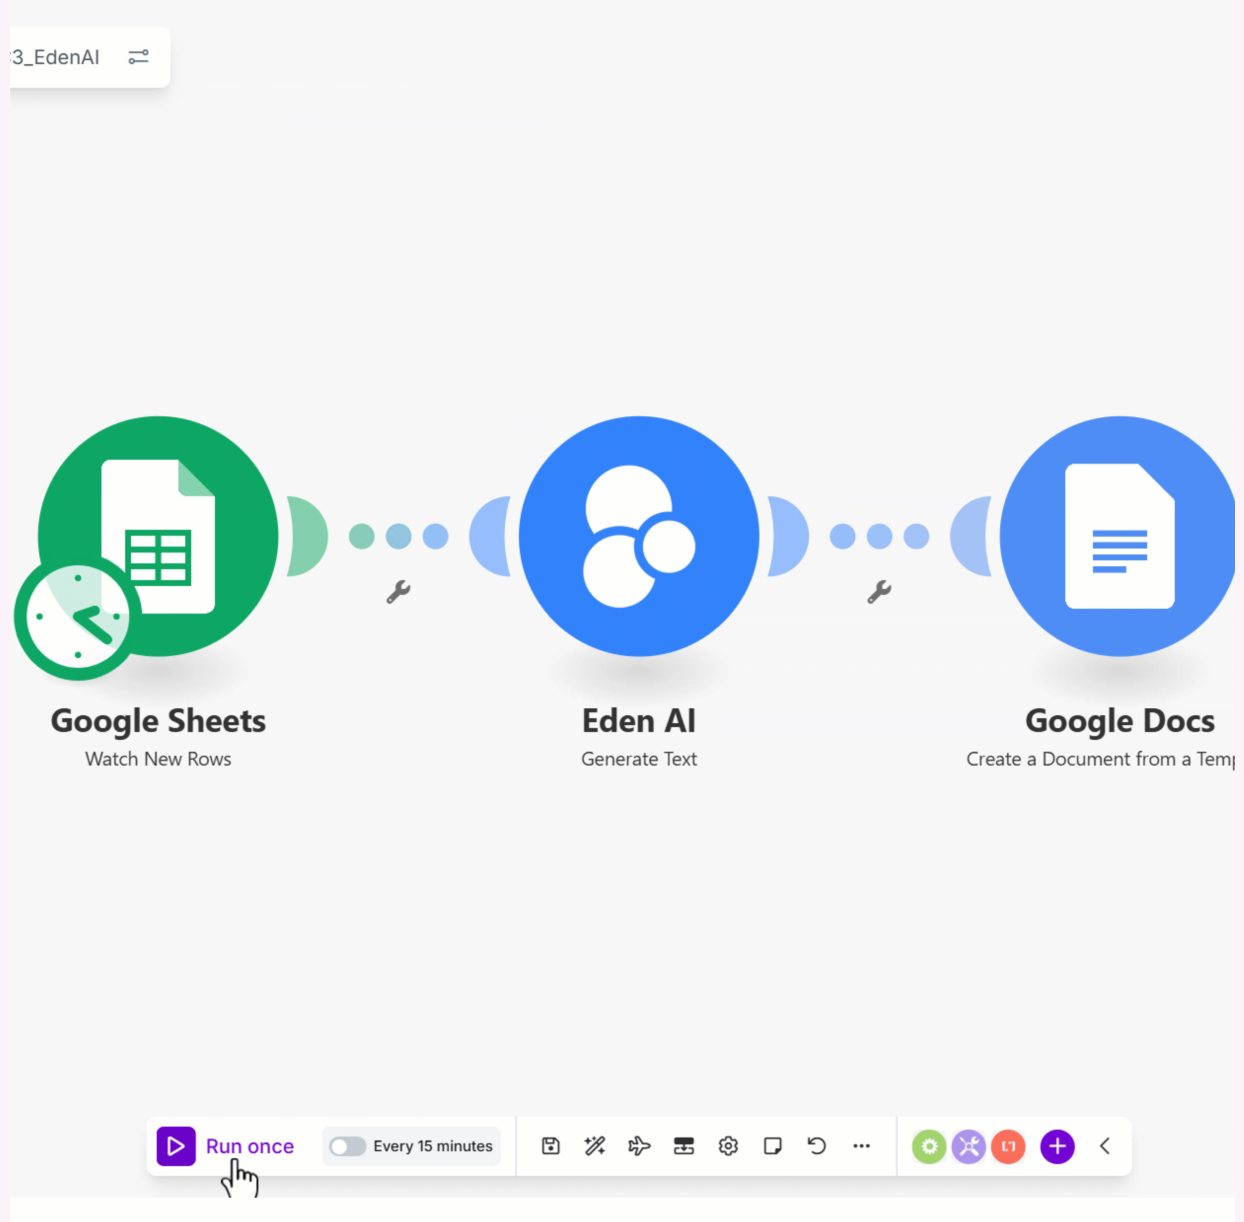 3_EdenAI
Google Sheets
Watch New Rows
Eden AI
Generate Text
Google Docs
Create a Document from a Temp
Run once
Every 15 minutes